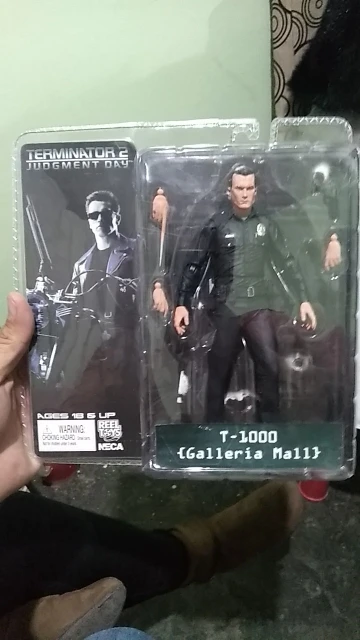 TERMINATOR 2
JUDGMENT DAY
AGES 18 & UP
WARNING:
CHOKING HAZARD
REEL
TOYS
NECA
T-1000
{Galleria Mall}